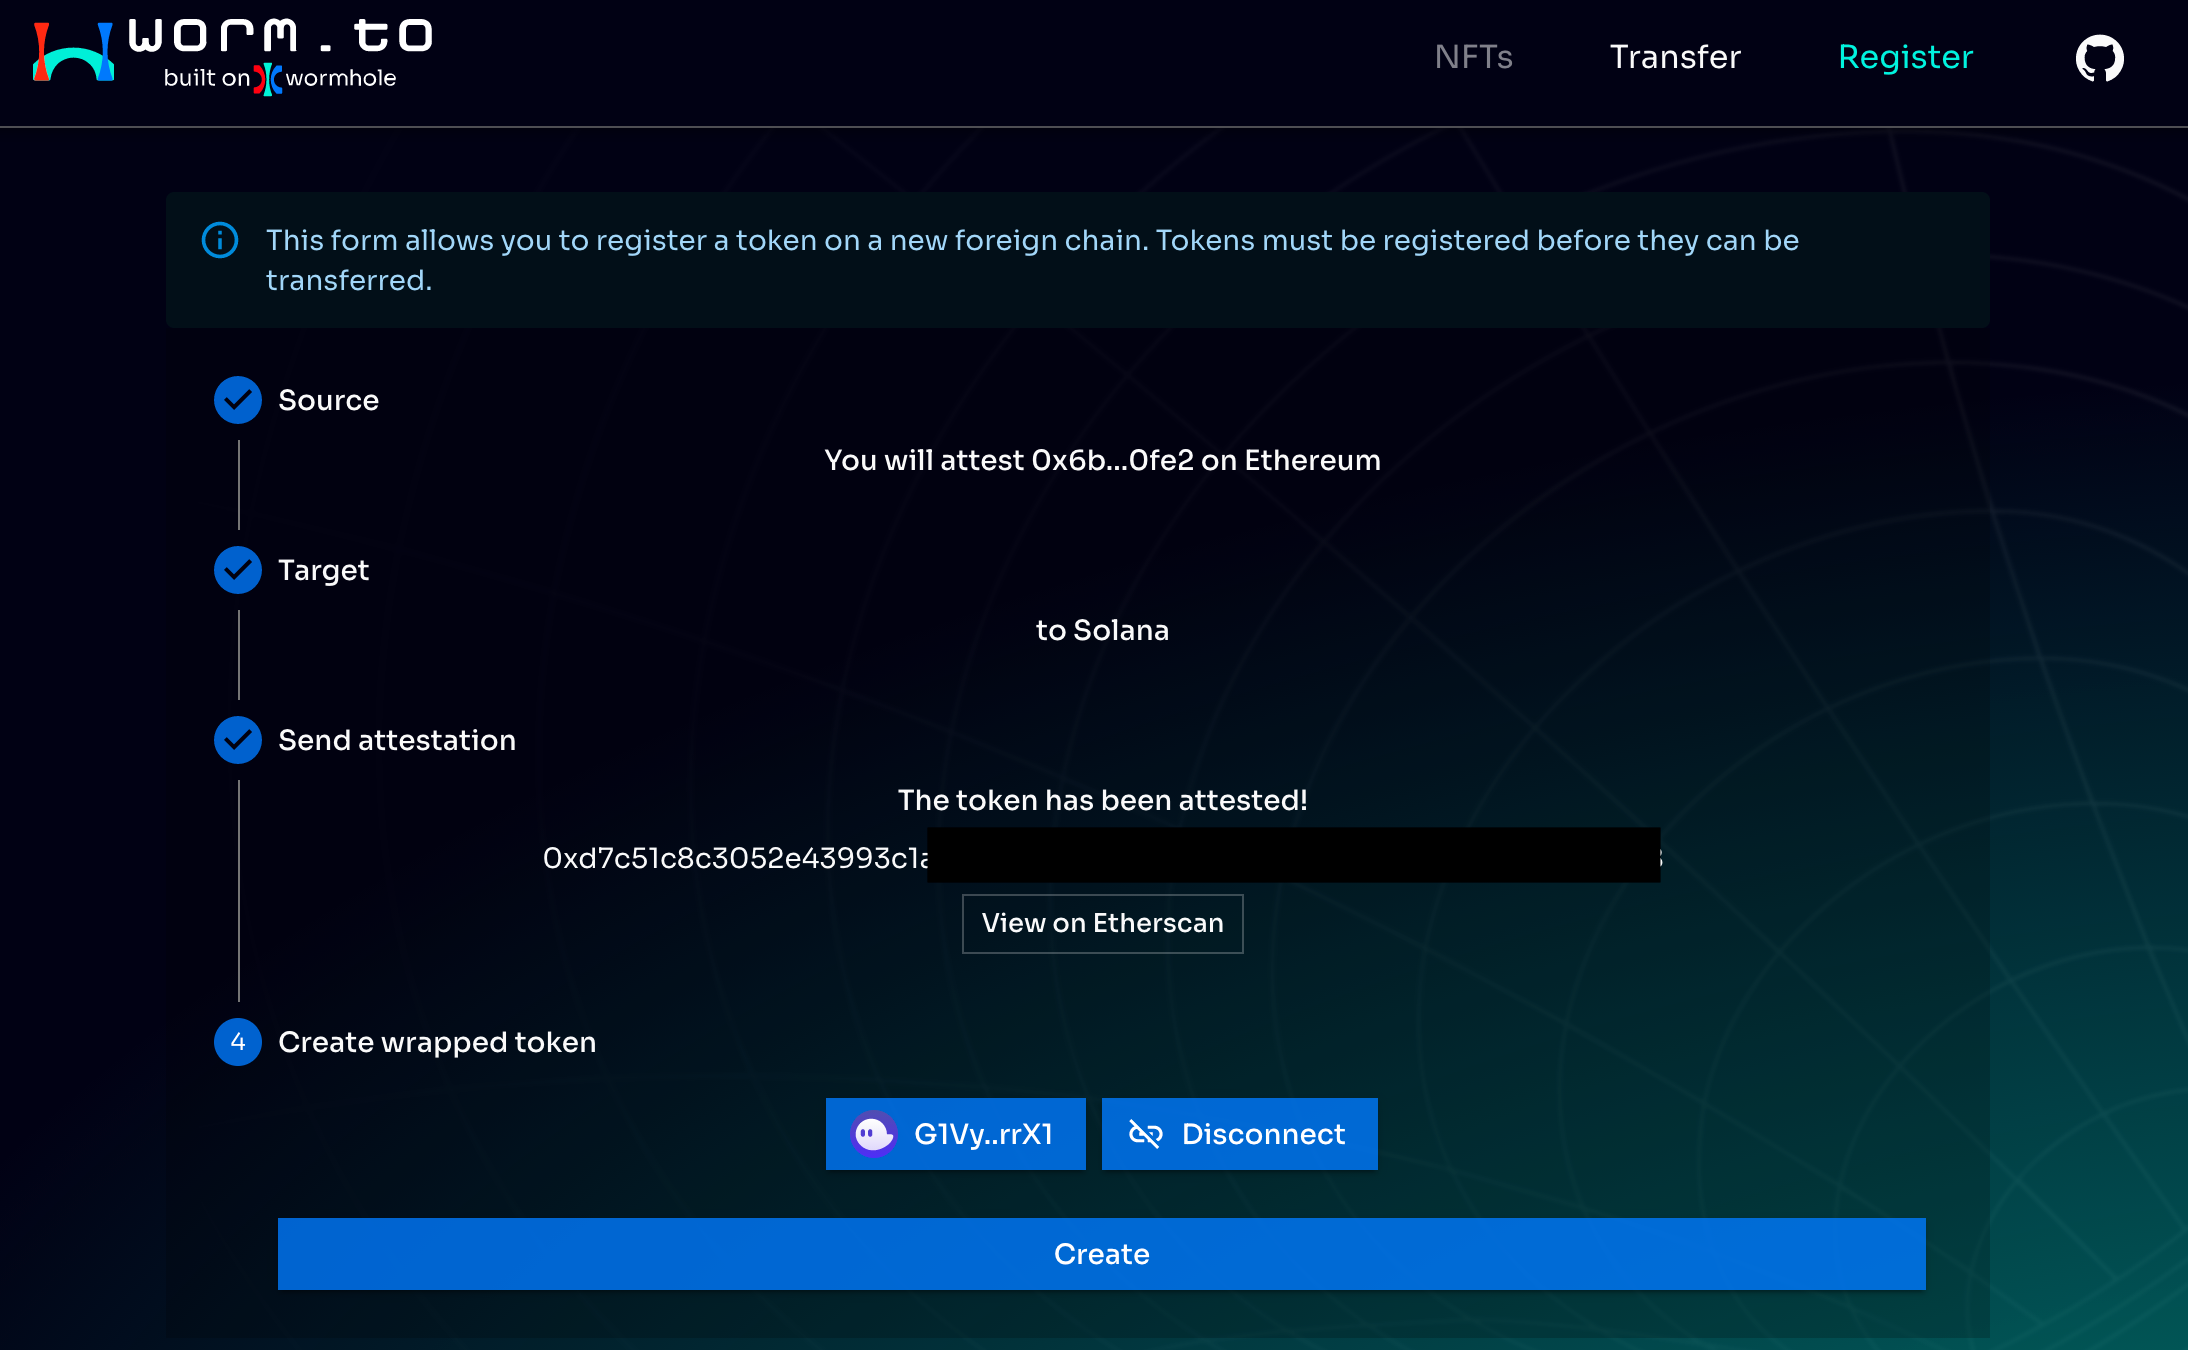 worm.to
built on wormhole
NFTs
Transfer
Register
This form allows you to register a token on a new foreign chain. Tokens must be registered before they can be
transferred.
Source
You will attest 0x6b...0fe2 on Ethereum
Target
to Solana
Send attestation
The token has been attested!
0xd7c51c8c3052e43993c1a
View on Etherscan
4
Create wrapped token
G1Vy..rrX1
Disconnect
Create